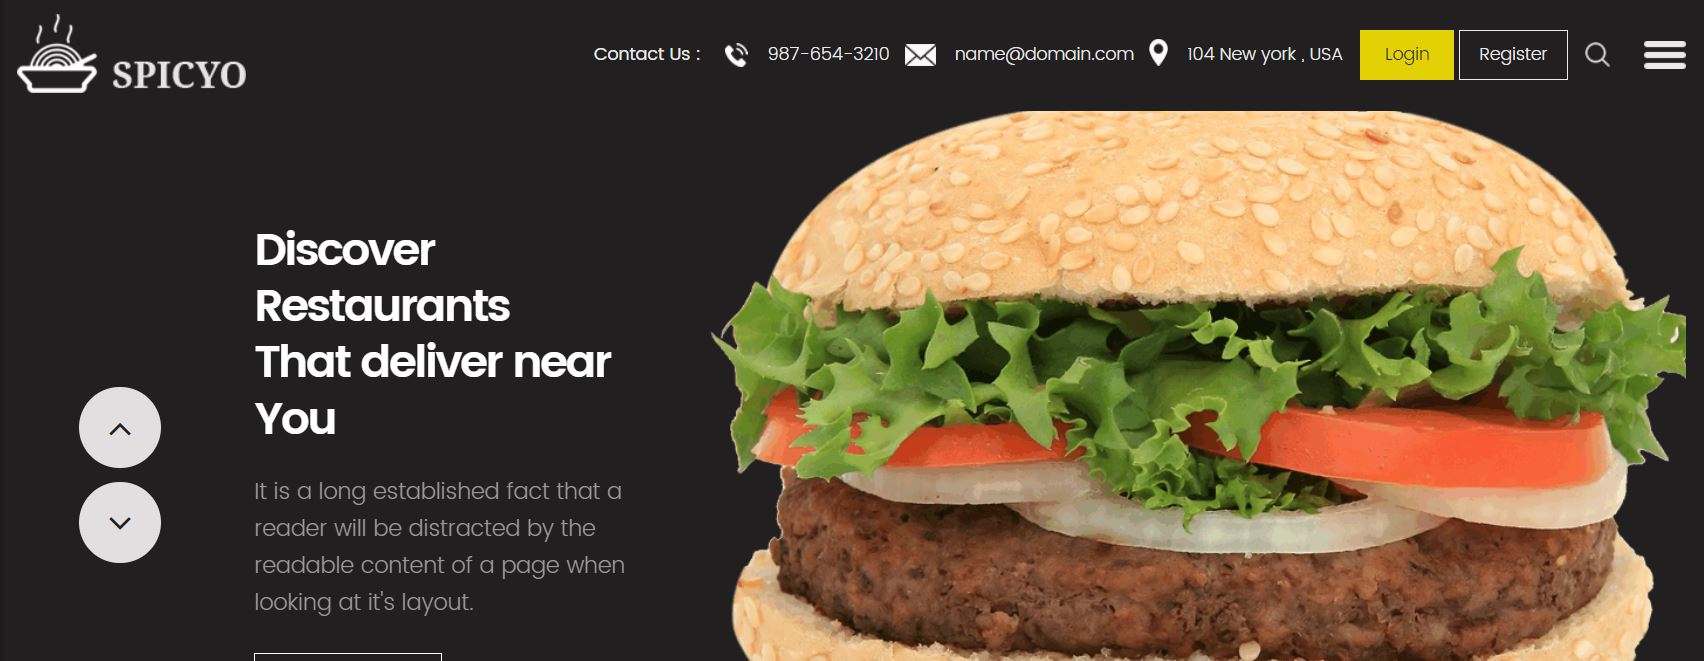 SPICYO
Contact Us : 987-654-3210 name@domain.com 104 New york , USA Login Register
Discover
Restaurants
That deliver near
You
It is a long established fact that a
reader will be distracted by the
readable content of a page when
looking at it's layout.